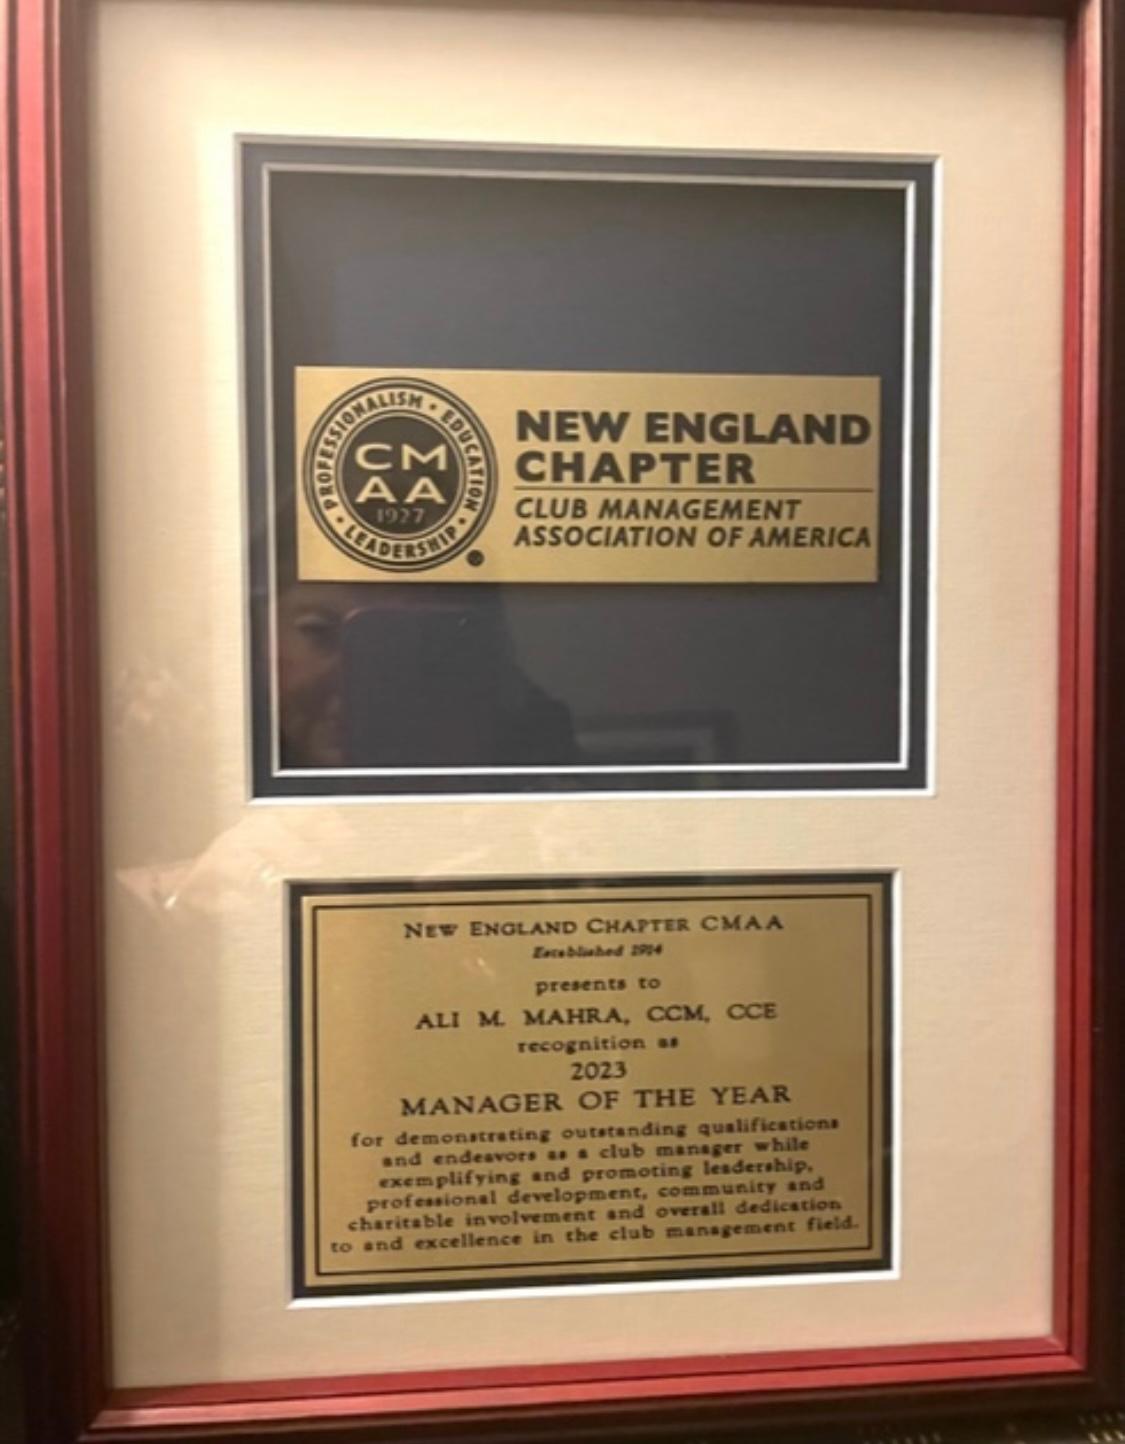 PROFESSIONALISM · EDUCATION · LEADERSHIP ·
CM
AA
1927
NEW ENGLAND
CHAPTER
CLUB MANAGEMENT
ASSOCIATION OF AMERICA
NEW ENGLAND CHAPTER CMAA
Established 1914
presents to
ALI M. MAHRA, CCM, CCE
recognition as
2023
MANAGER OF THE YEAR
for demonstrating outstanding qualifications
and endeavors as a club manager while
exemplifying and promoting leadership,
professional development, community and
charitable involvement and overall dedication
to and excellence in the club management field.